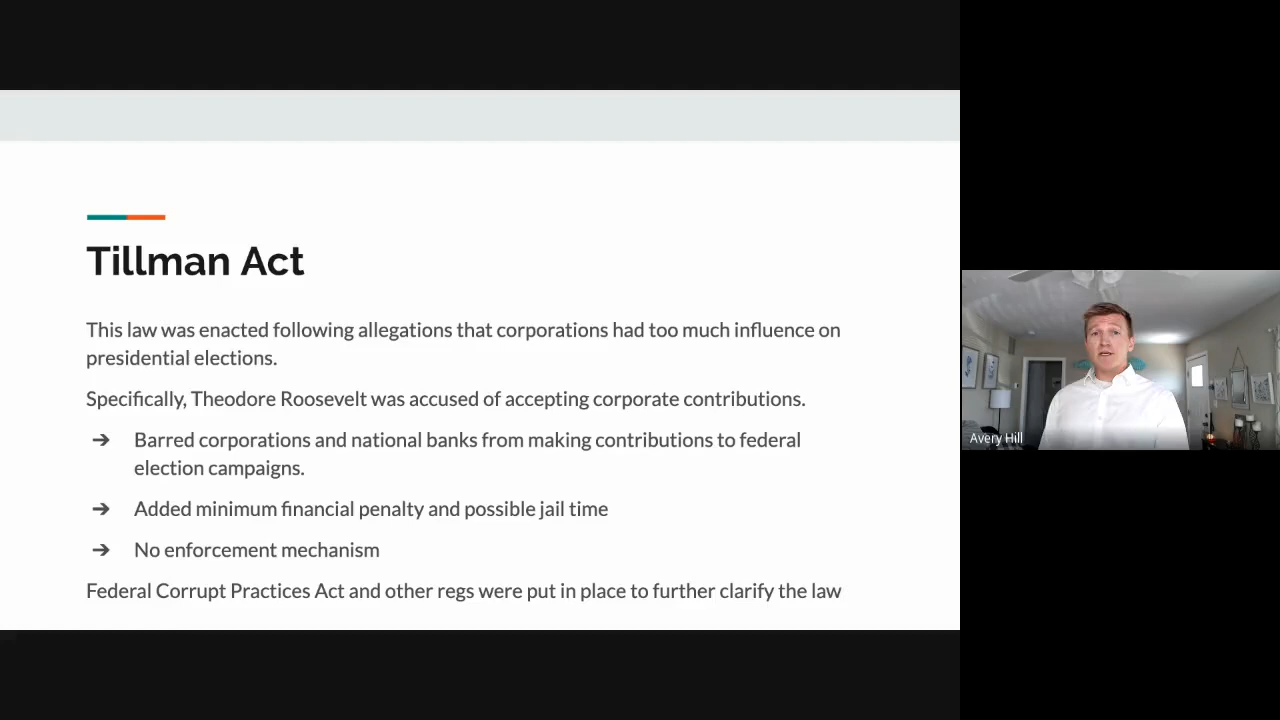 Tillman Act
This law was enacted following allegations that corporations had too much influence on
presidential elections.
Specifically, Theodore Roosevelt was accused of accepting corporate contributions.
➔ Barred corporations and national banks from making contributions to federal
election campaigns.
➔ Added minimum financial penalty and possible jail time
➔ No enforcement mechanism
Federal Corrupt Practices Act and other regs were put in place to further clarify the law
Avery Hill